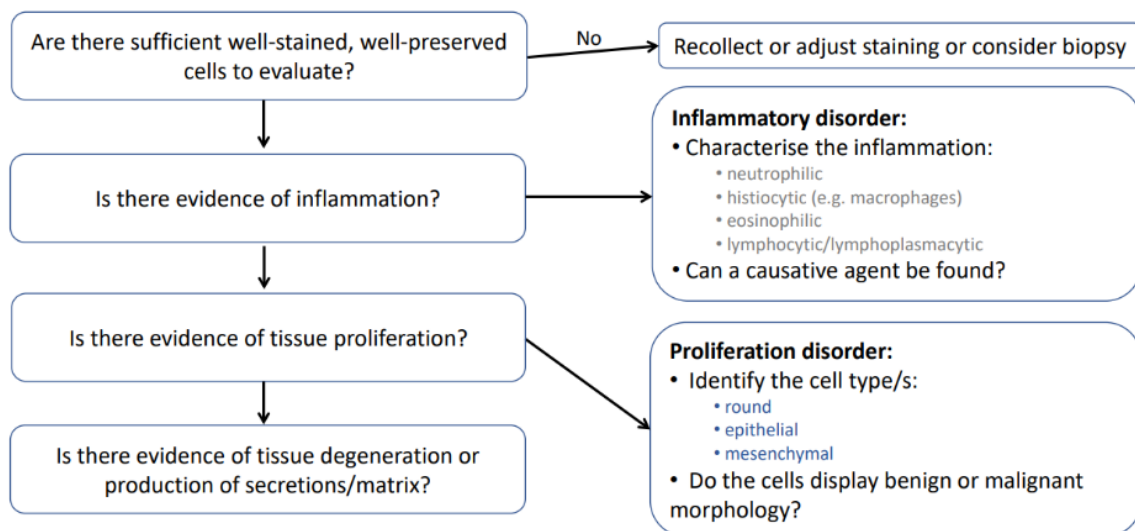 Are there sufficient well-stained, well-preserved
cells to evaluate?
No
Recollect or adjust staining or consider biopsy
Is there evidence of inflammation?
Inflammatory disorder:
• Characterise the inflammation:
• neutrophilic
• histiocytic (e.g. macrophages)
• eosinophilic
• lymphocytic/lymphoplasmacytic
• Can a causative agent be found?
Is there evidence of tissue proliferation?
Proliferation disorder:
• Identify the cell type/s:
• round
• epithelial
• mesenchymal
• Do the cells display benign or malignant
morphology?
Is there evidence of tissue degeneration or
production of secretions/matrix?